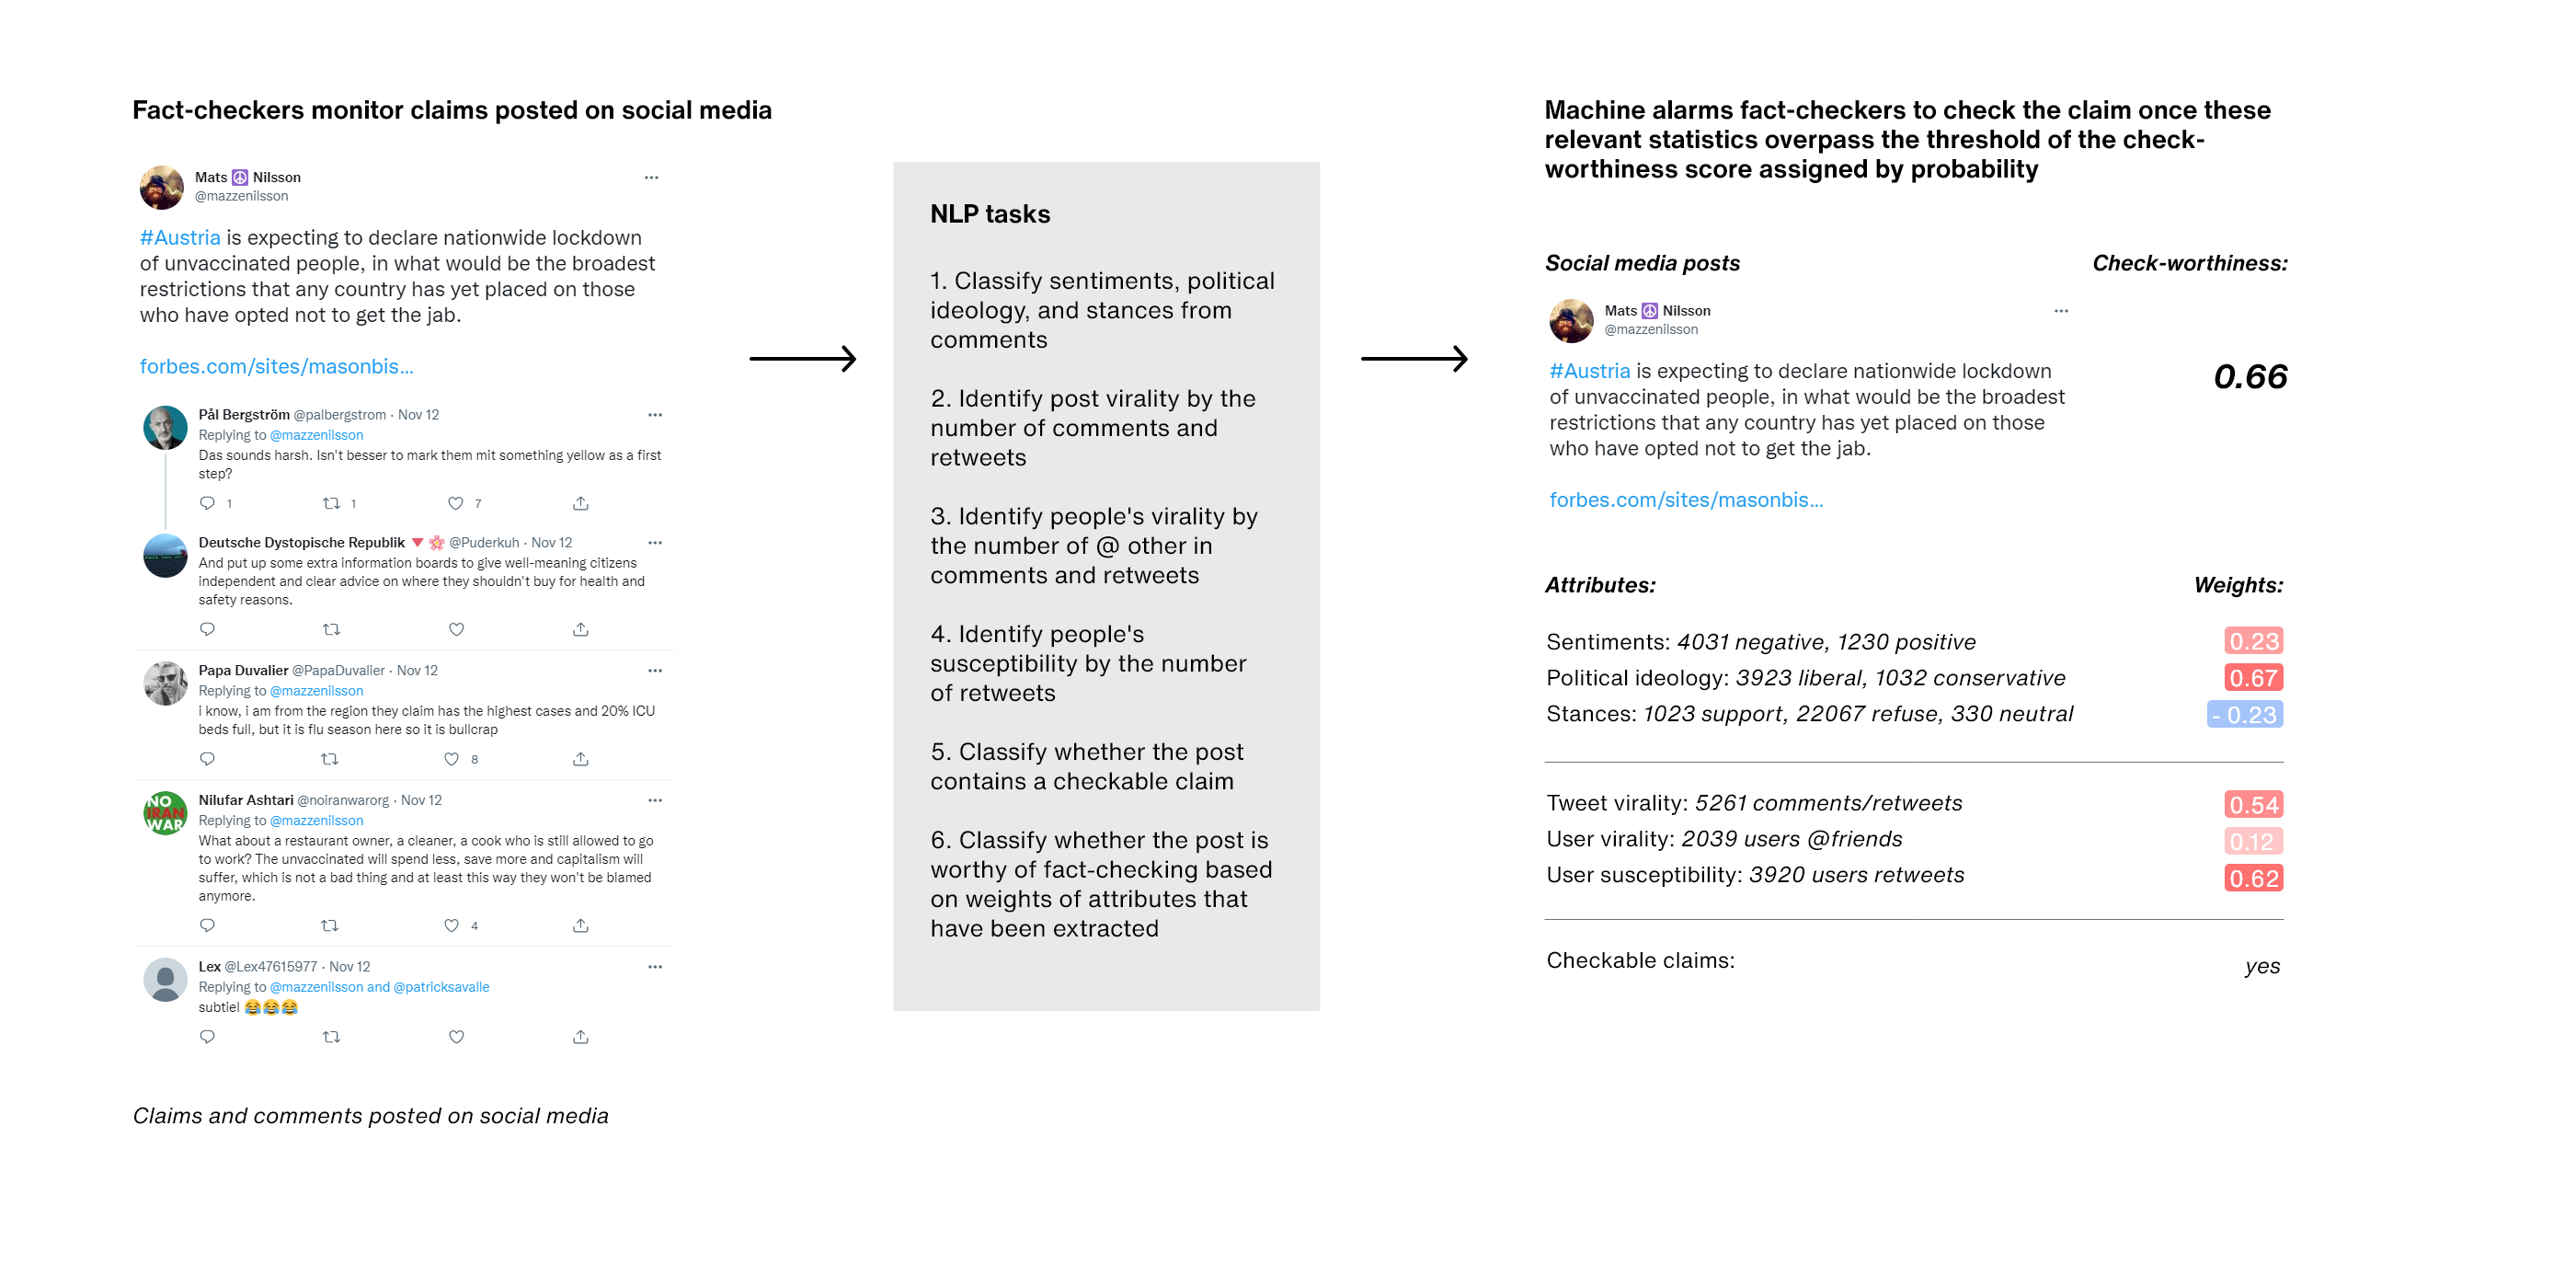 Fact-checkers monitor claims posted on social media
Mats ☮ Nilsson
@mazzenilsson
#Austria is expecting to declare nationwide lockdown
of unvaccinated people, in what would be the broadest
restrictions that any country has yet placed on those
who have opted not to get the jab.
forbes.com/sites/masonbis...
Pål Bergström @palbergstrom · Nov 12
Replying to @mazzenilsson
Das sounds harsh. Isn't besser to mark them mit something yellow as a first
step?
1 1 7
Deutsche Dystopische Republik 🔻 🌸 @Puderkuh · Nov 12
And put up some extra information boards to give well-meaning citizens
independent and clear advice on where they shouldn't buy for health and
safety reasons.
Papa Duvalier @PapaDuvalier · Nov 12
Replying to @mazzenilsson
i know, i am from the region they claim has the highest cases and 20% ICU
beds full, but it is flu season here so it is bullcrap
8
NO
IRAN
WAR
Nilufar Ashtari @noiranwarorg · Nov 12
Replying to @mazzenilsson
What about a restaurant owner, a cleaner, a cook who is still allowed to go
to work? The unvaccinated will spend less, save more and capitalism will
suffer, which is not a bad thing and at least this way they won't be blamed
anymore.
4
Lex @Lex47615977 · Nov 12
Replying to @mazzenilsson and @patricksavalle
subtiel 😂😂😂
Claims and comments posted on social media
NLP tasks
1. Classify sentiments, political
ideology, and stances from
comments
2. Identify post virality by the
number of comments and
retweets
3. Identify people's virality by
the number of @ other in
comments and retweets
4. Identify people's
susceptibility by the number
of retweets
5. Classify whether the post
contains a checkable claim
6. Classify whether the post is
worthy of fact-checking based
on weights of attributes that
have been extracted
Machine alarms fact-checkers to check the claim once these
relevant statistics overpass the threshold of the check-
worthiness score assigned by probability
Social media posts Check-worthiness:
Mats ☮ Nilsson
@mazzenilsson
#Austria is expecting to declare nationwide lockdown
of unvaccinated people, in what would be the broadest
restrictions that any country has yet placed on those
who have opted not to get the jab.
forbes.com/sites/masonbis...
0.66
Attributes: Weights:
Sentiments: 4031 negative, 1230 positive 0.23
Political ideology: 3923 liberal, 1032 conservative 0.67
Stances: 1023 support, 22067 refuse, 330 neutral - 0.23
Tweet virality: 5261 comments/retweets 0.54
User virality: 2039 users @friends 0.12
User susceptibility: 3920 users retweets 0.62
Checkable claims: yes